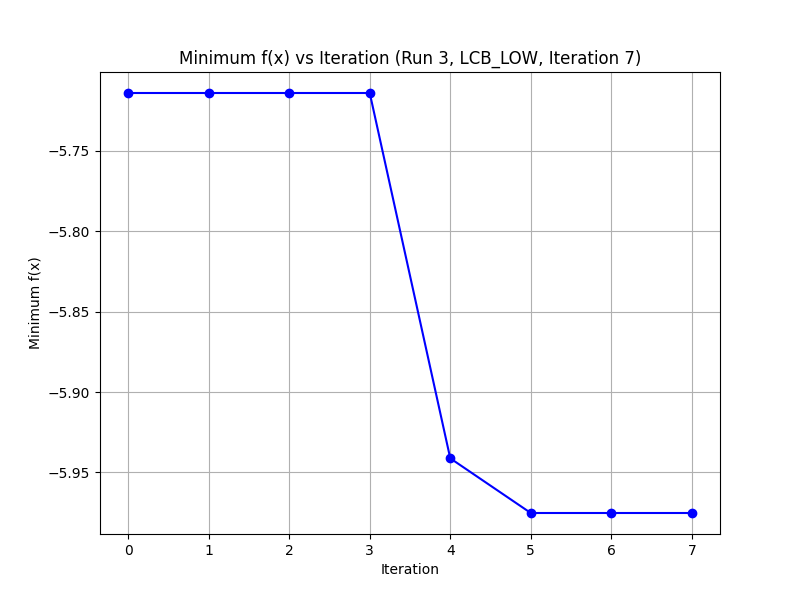 Minimum f(x) vs Iteration (Run 3, LCB_LOW, Iteration 7)
−5.75
−5.80
−5.85
−5.90
−5.95
Minimum f(x)
0 1 2 3 4 5 6 7
Iteration